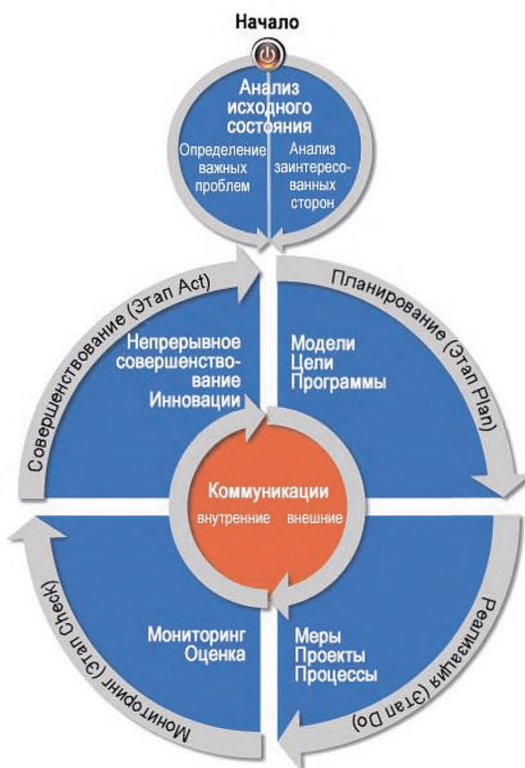 Начало
Анализ
исходного
состояния
Определение
важных
проблем
Анализ
заинтересо-
ванных
сторон
Совершенствование (Этап Act)
Планирование (Этап Plan)
Непрерывное
совершенство-
вание
Инновации
Модели
Цели
Программы
Коммуникации
внутренние внешние
Мониторинг
Оценка
Меры
Проекты
Процессы
Мониторинг (Этап Check)
Реализация (Этап Do)